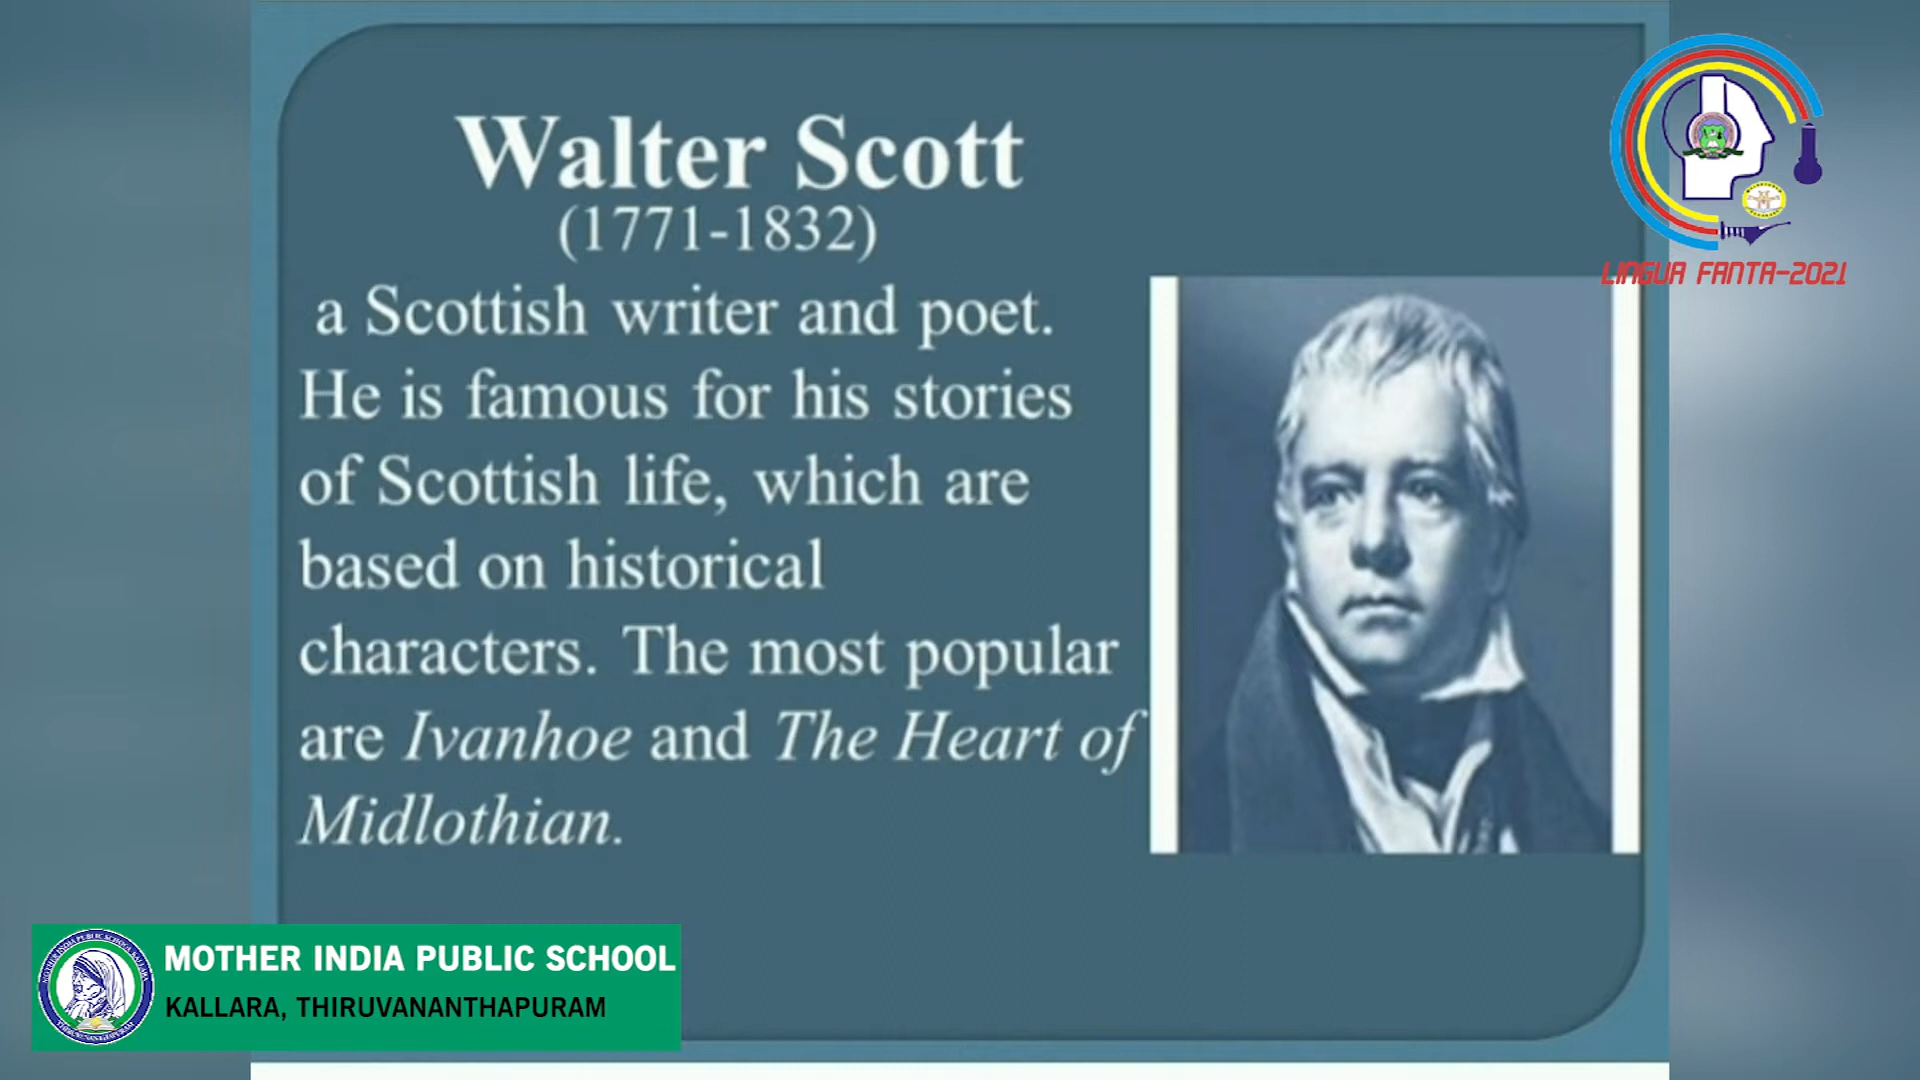 Walter Scott
(1771-1832)
a Scottish writer and poet.
He is famous for his stories
of Scottish life, which are
based on historical
characters. The most popular
are Ivanhoe and The Heart of
Midlothian.
LINGUA FANTA-2021
MOTHER INDIA PUBLIC SCHOOL
KALLARA, THIRUVANANTHAPURAM